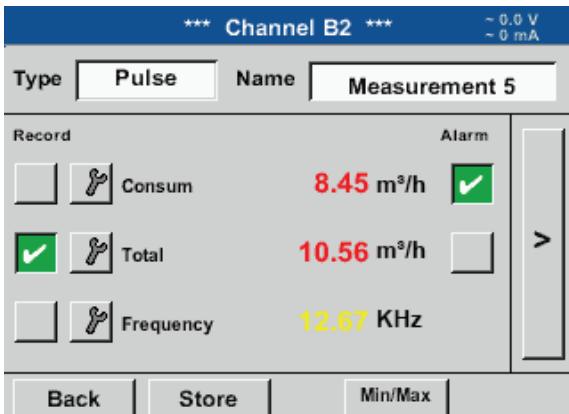 *** Channel B2 ***
~ 0.0 V
~ 0 mA
Type Pulse Name Measurement 5
Record Alarm
Consum 8.45 m³/h
Total 10.56 m³/h
Frequency 12.67 KHz
>
Back Store Min/Max